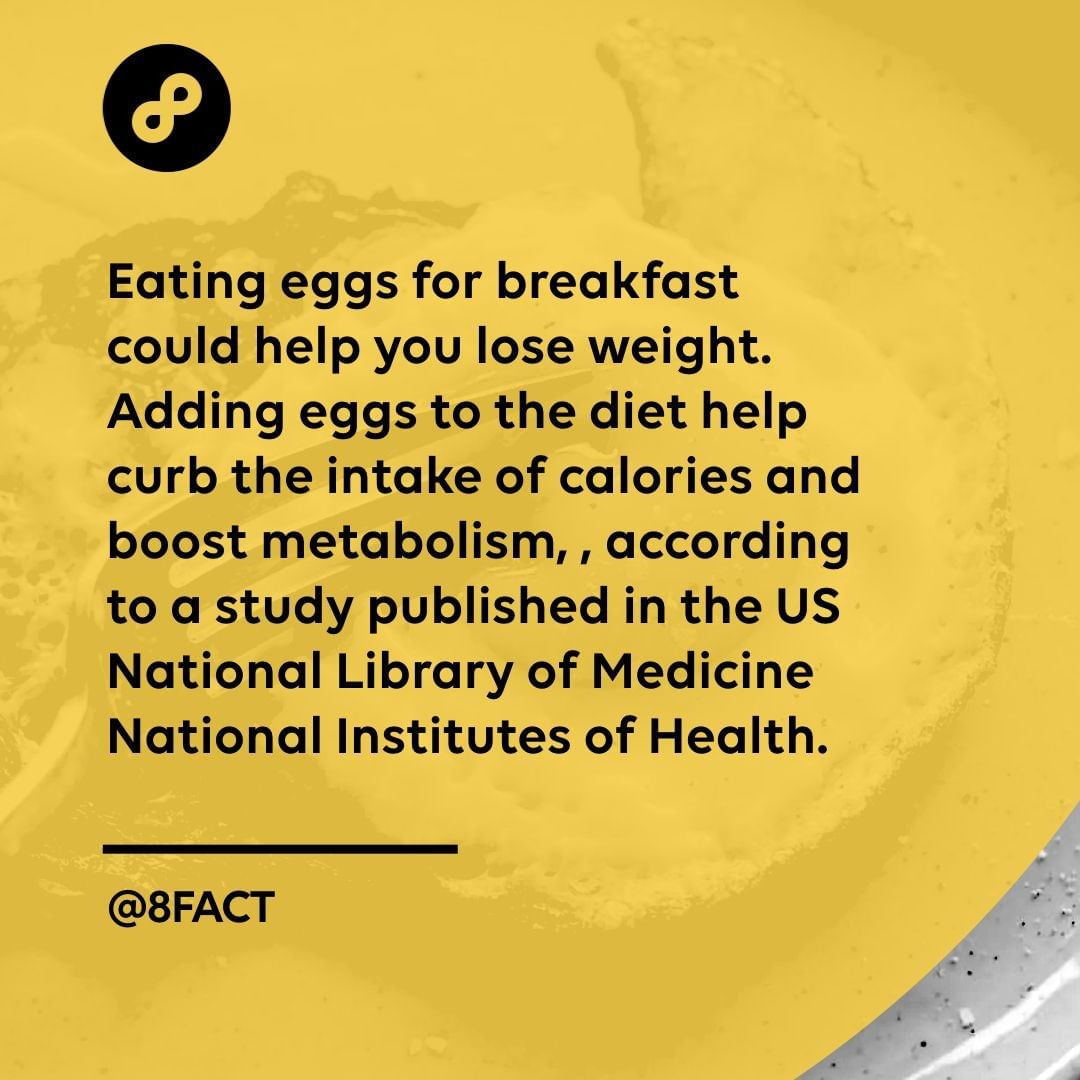 Eating eggs for breakfast
could help you lose weight.
Adding eggs to the diet help
curb the intake of calories and
boost metabolism, , according
to a study published in the US
National Library of Medicine
National Institutes of Health.
@8FACT